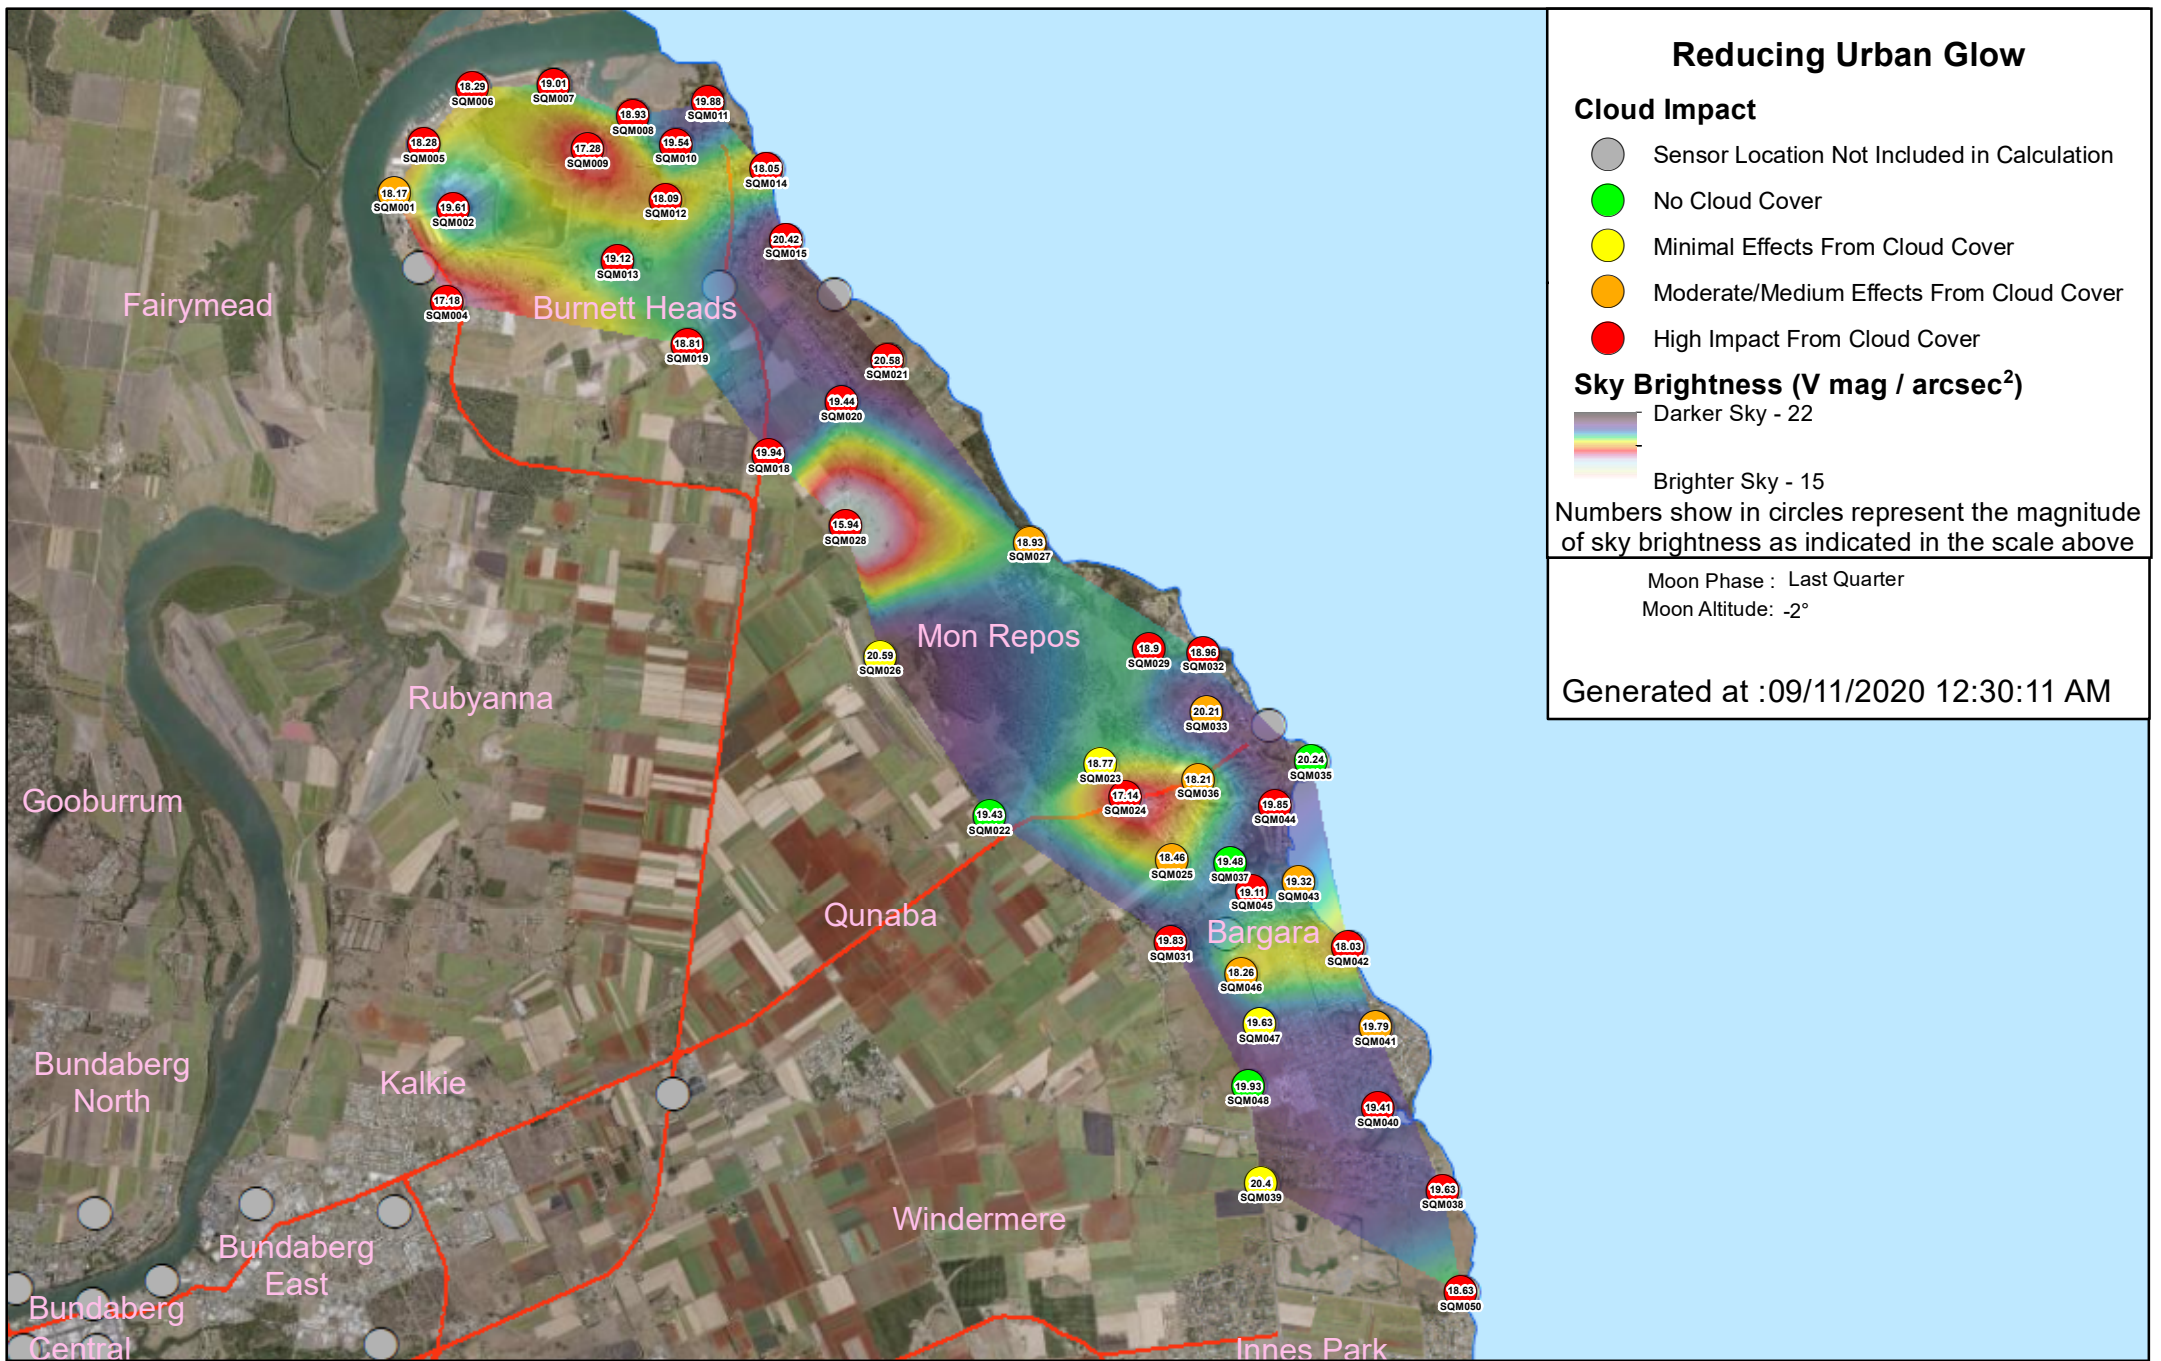 Reducing Urban Glow
Cloud Impact
Sensor Location Not Included in Calculation
No Cloud Cover
Minimal Effects From Cloud Cover
Moderate/Medium Effects From Cloud Cover
High Impact From Cloud Cover
Sky Brightness (V mag / arcsec²)
Darker Sky - 22
Brighter Sky - 15
Numbers show in circles represent the magnitude
of sky brightness as indicated in the scale above
Moon Phase : Last Quarter
Moon Altitude: -2°
Generated at :09/11/2020 12:30:11 AM
18.29
SQM006
19.01
SQM007
18.93
SQM008
19.88
SQM011
18.28
SQM005
17.28
SQM009
19.54
SQM010
18.05
SQM014
18.17
SQM001
19.61
SQM002
18.09
SQM012
20.42
SQM015
19.12
SQM013
17.18
SQM004
Fairymead
Burnett Heads
18.81
SQM019
20.58
SQM021
19.44
SQM020
19.94
SQM018
15.94
SQM028
18.93
SQM027
Mon Repos
20.59
SQM026
18.9
SQM029
18.96
SQM032
Rubyanna
20.21
SQM033
18.77
SQM023
20.24
SQM035
18.21
SQM036
17.14
SQM024
Gooburrum
19.43
SQM022
19.85
SQM044
18.46
SQM025
19.48
SQM037
19.32
SQM043
19.11
SQM045
Qunaba
Bargara
19.83
SQM031
18.03
SQM042
18.26
SQM046
19.63
SQM047
19.79
SQM041
Bundaberg
North
Kalkie
19.93
SQM048
19.41
SQM040
20.4
SQM039
19.63
SQM038
Windermere
Bundaberg
East
18.63
SQM050
Bundaberg
Central
Innes Park